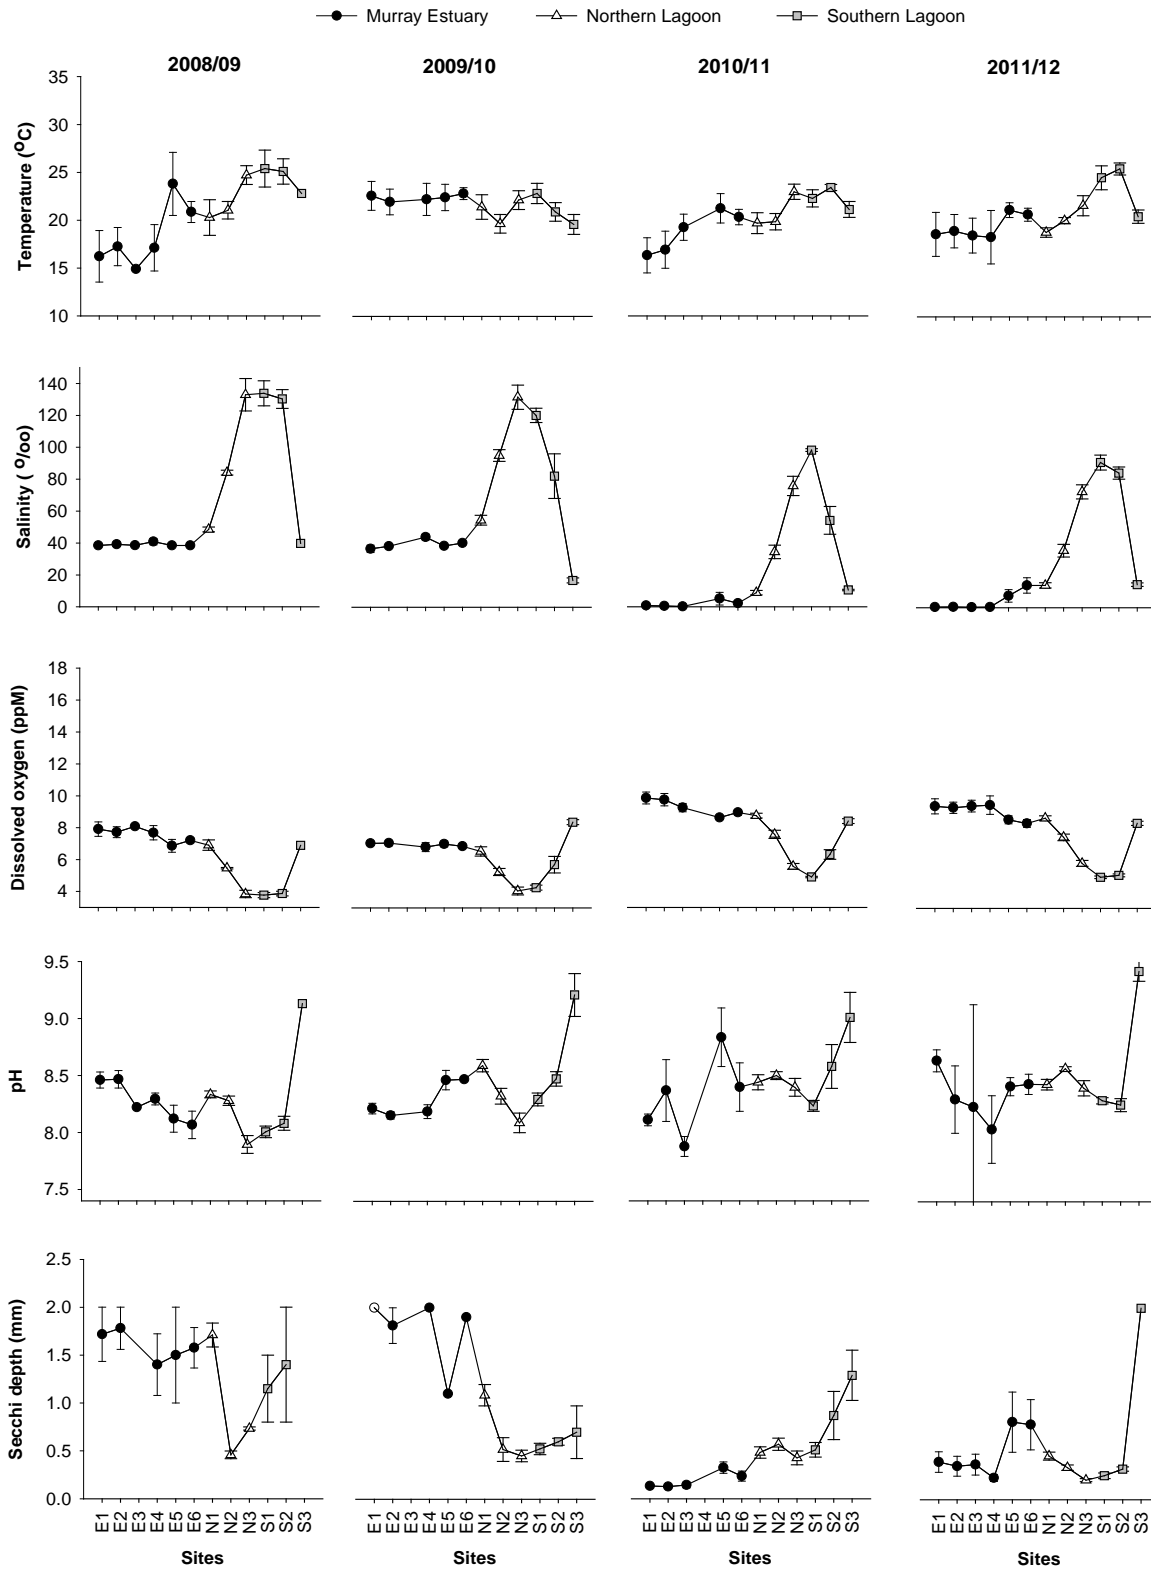 Murray Estuary Northern Lagoon Southern Lagoon
2008/09 2009/10 2010/11 2011/12
Temperature (ºC)
35
30
25
20
15
10
Salinity ( º/oo)
140
120
100
80
60
40
20
0
Dissolved oxygen (ppM)
18
16
14
12
10
8
6
4
pH
9.5
9.0
8.5
8.0
7.5
Secchi depth (mm)
2.5
2.0
1.5
1.0
0.5
0.0
E1 E2 E3 E4 E5 E6 N1 N2 N3 S1 S2 S3
E1 E2 E3 E4 E5 E6 N1 N2 N3 S1 S2 S3
E1 E2 E3 E4 E5 E6 N1 N2 N3 S1 S2 S3
E1 E2 E3 E4 E5 E6 N1 N2 N3 S1 S2 S3
Sites Sites Sites Sites